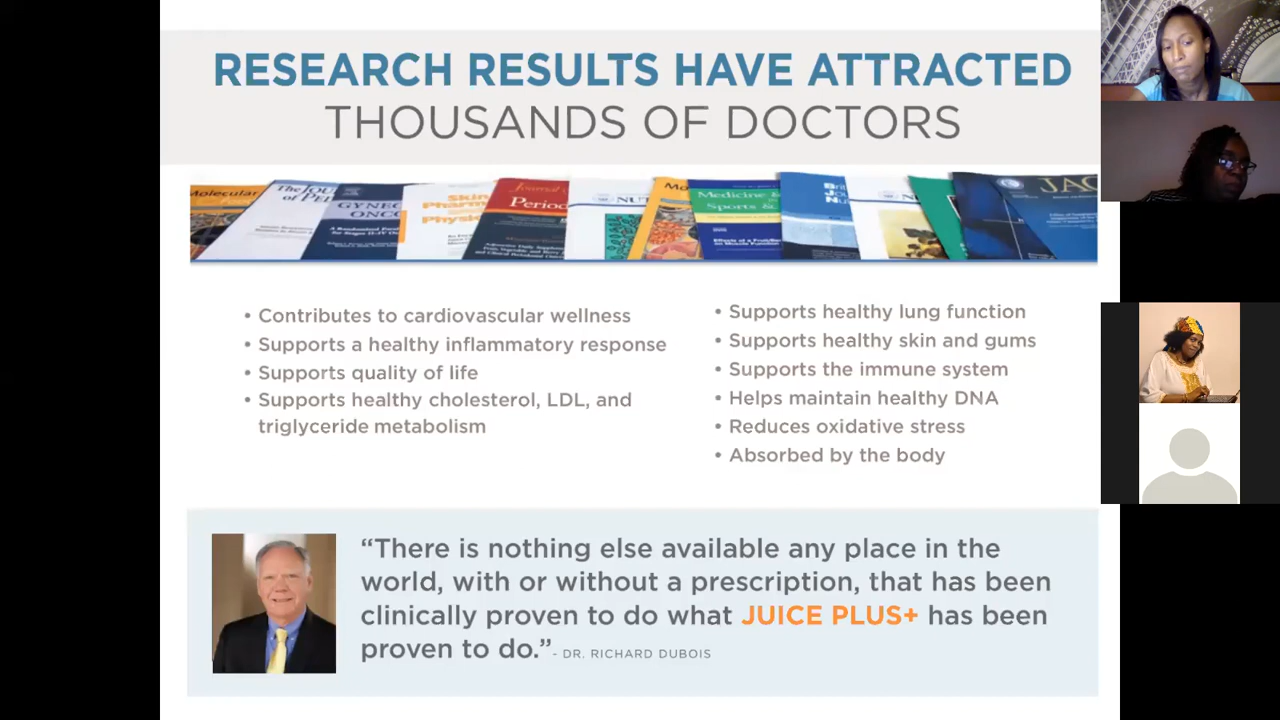 RESEARCH RESULTS HAVE ATTRACTED
THOUSANDS OF DOCTORS
Molecular
Medicine &
Sports &
• Contributes to cardiovascular wellness
• Supports a healthy inflammatory response
• Supports quality of life
• Supports healthy cholesterol, LDL, and
triglyceride metabolism
• Supports healthy lung function
• Supports healthy skin and gums
• Supports the immune system
• Helps maintain healthy DNA
• Reduces oxidative stress
• Absorbed by the body
“There is nothing else available any place in the
world, with or without a prescription, that has been
clinically proven to do what JUICE PLUS+ has been
proven to do.” - DR. RICHARD DUBOIS